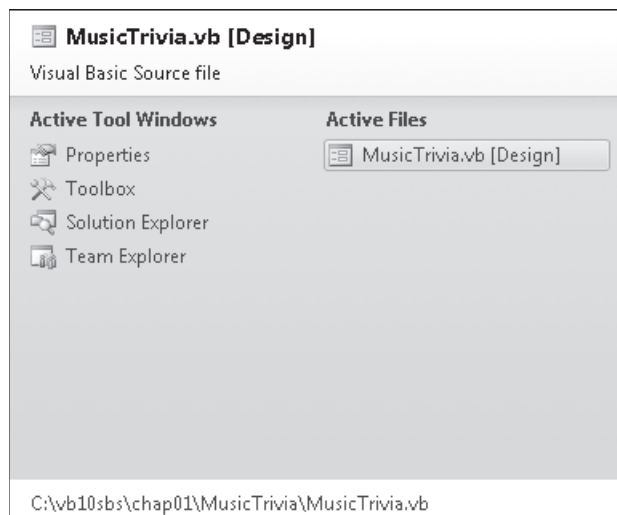 MusicTrivia.vb [Design]
Visual Basic Source file
Active Tool Windows
Properties
Toolbox
Solution Explorer
Team Explorer
Active Files
MusicTrivia.vb [Design]
C:\vb10sbs\chap01\MusicTrivia\MusicTrivia.vb